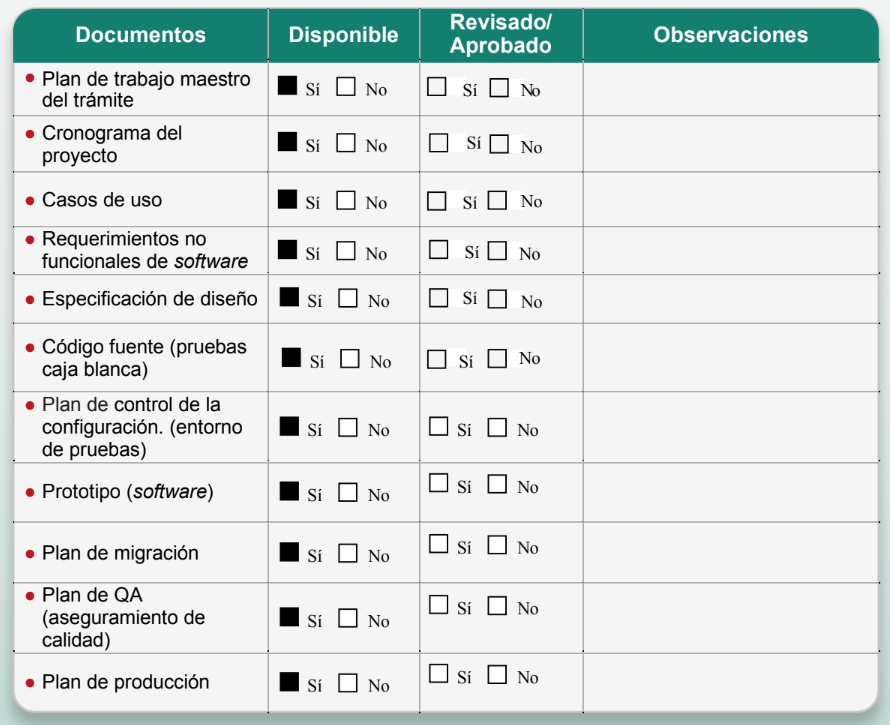 Documentos Disponible Revisado/
Aprobado Observaciones
• Plan de trabajo maestro
del trámite
■ Sí □ No □ Sí □ No
• Cronograma del
proyecto
■ Sí □ No □ Sí □ No
• Casos de uso ■ Sí □ No □ Sí □ No
• Requerimientos no
funcionales de software
■ Sí □ No □ Sí □ No
• Especificación de diseño ■ Sí □ No □ Sí □ No
• Código fuente (pruebas
caja blanca)
■ Sí □ No □ Sí □ No
• Plan de control de la
configuración. (entorno
de pruebas)
■ Sí □ No □ Sí □ No
• Prototipo (software) ■ Sí □ No □ Sí □ No
• Plan de migración ■ Sí □ No □ Sí □ No
• Plan de QA
(aseguramiento de
calidad)
■ Sí □ No □ Sí □ No
• Plan de producción ■ Sí □ No □ Sí □ No